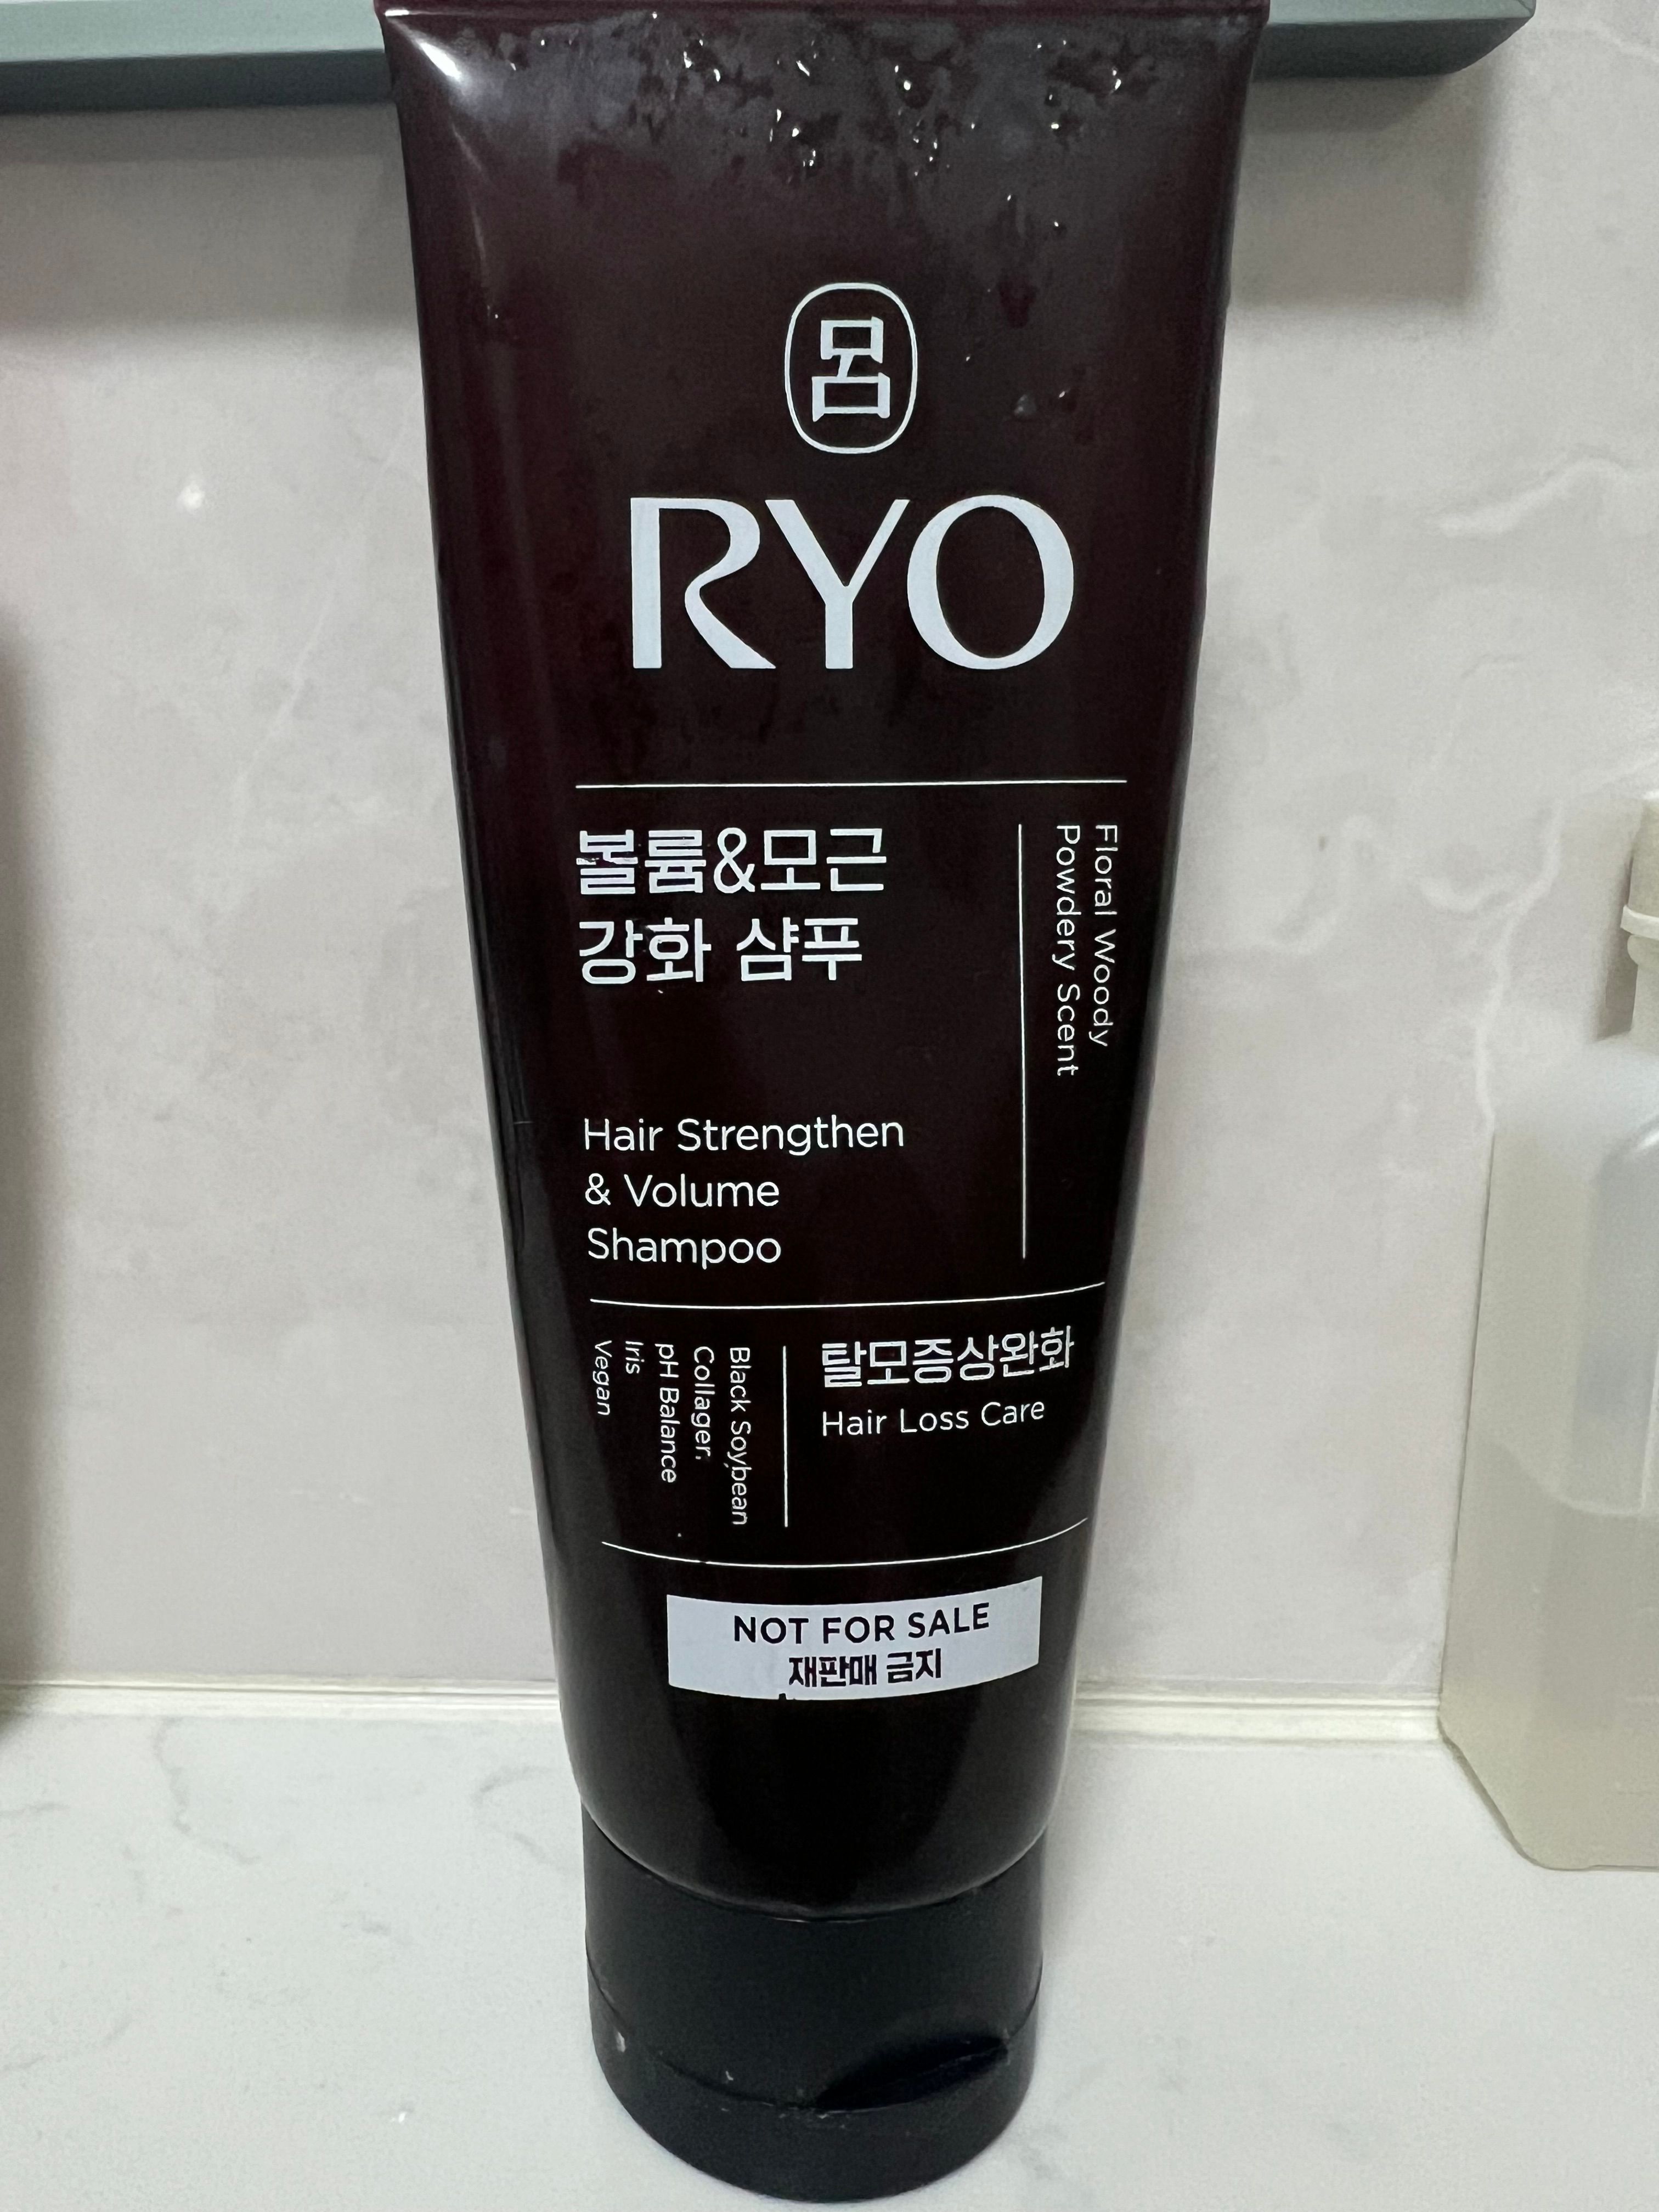 呂
RYO
볼륨&모근
강화 샴푸
Floral Woody
Powdery Scent
Hair Strengthen
& Volume
Shampoo
Black Soybean
Collagen
pH Balance
Iris
Vegan
탈모증상완화
Hair Loss Care
NOT FOR SALE
재판매 금지